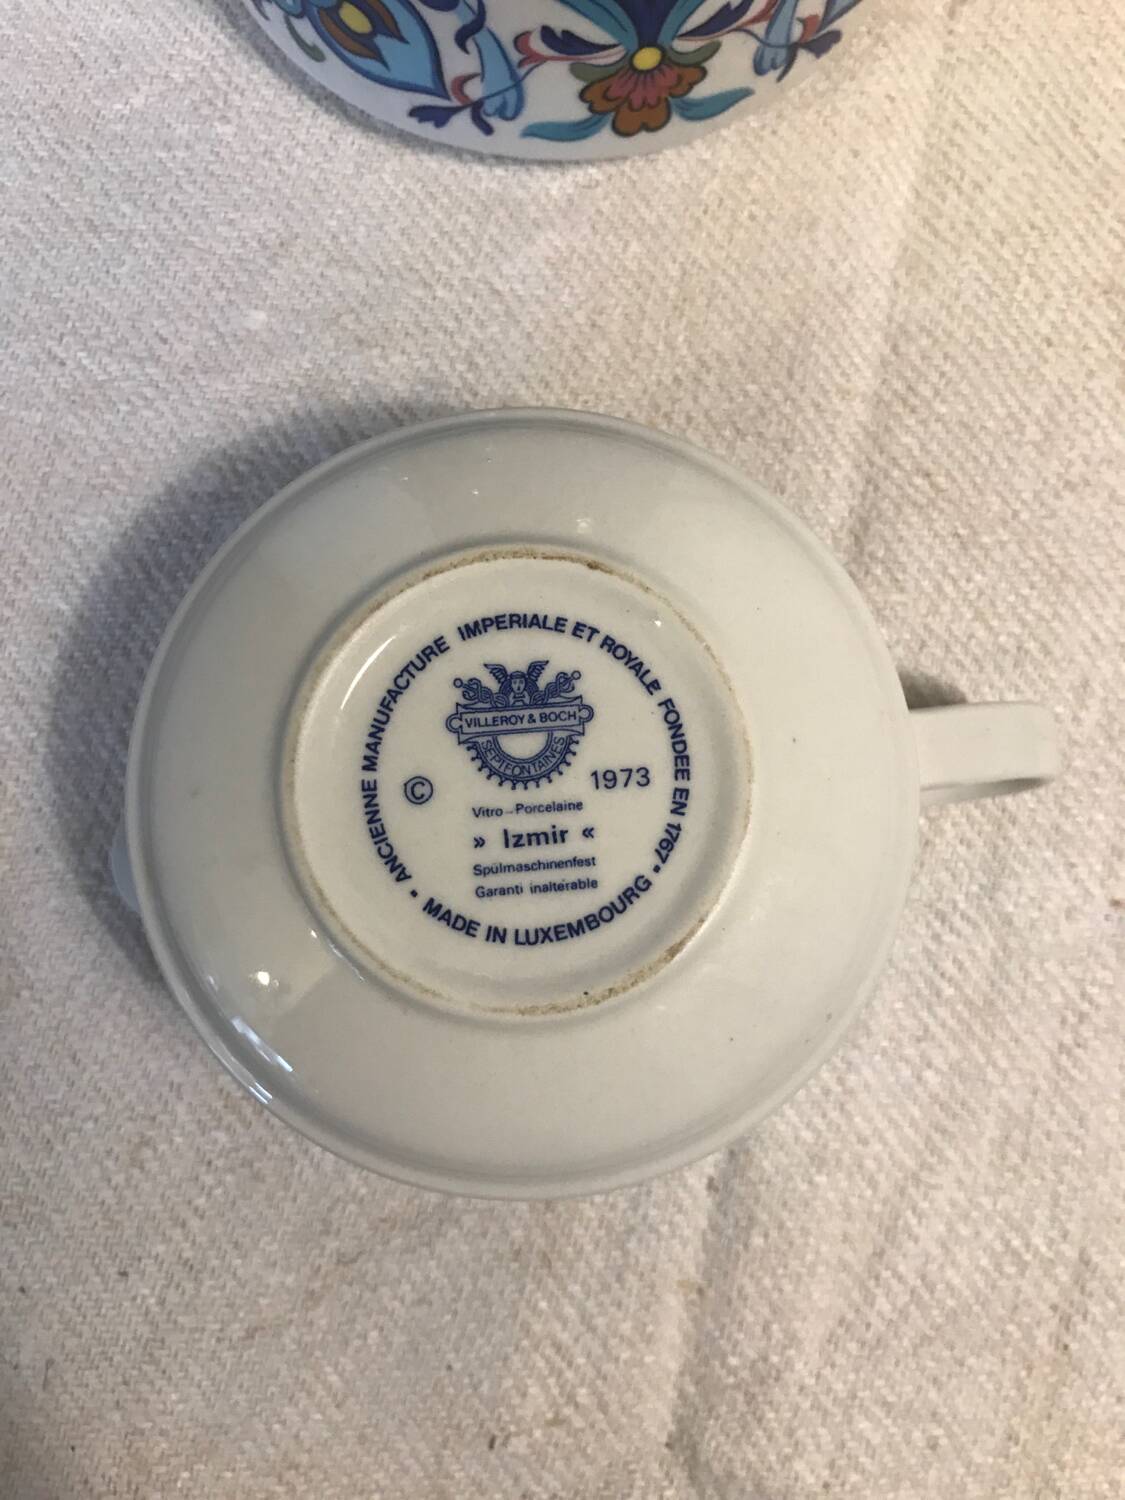 ANCIENNE MANUFACTURE IMPERIALE ET ROYALE FONDEE EN 1767 •
MADE IN LUXEMBOURG •
VILLEROY & BOCH
SEPTFONTAINES
© 1973
Vitro-Porcelaine
» Izmir «
Spülmaschinenfest
Garanti inaltérable